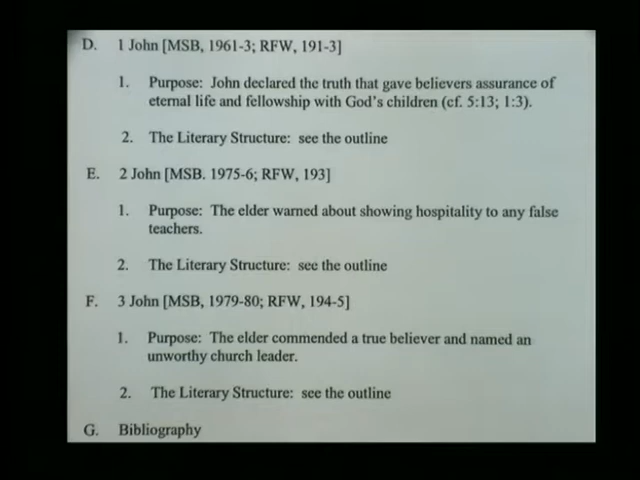 D. 1 John [MSB, 1961-3; RFW, 191-3]
1. Purpose: John declared the truth that gave believers assurance of
eternal life and fellowship with God's children (cf. 5:13; 1:3).
2. The Literary Structure: see the outline
E. 2 John [MSB. 1975-6; RFW, 193]
1. Purpose: The elder warned about showing hospitality to any false
teachers.
2. The Literary Structure: see the outline
F. 3 John [MSB, 1979-80; RFW, 194-5]
1. Purpose: The elder commended a true believer and named an
unworthy church leader.
2. The Literary Structure: see the outline
G. Bibliography